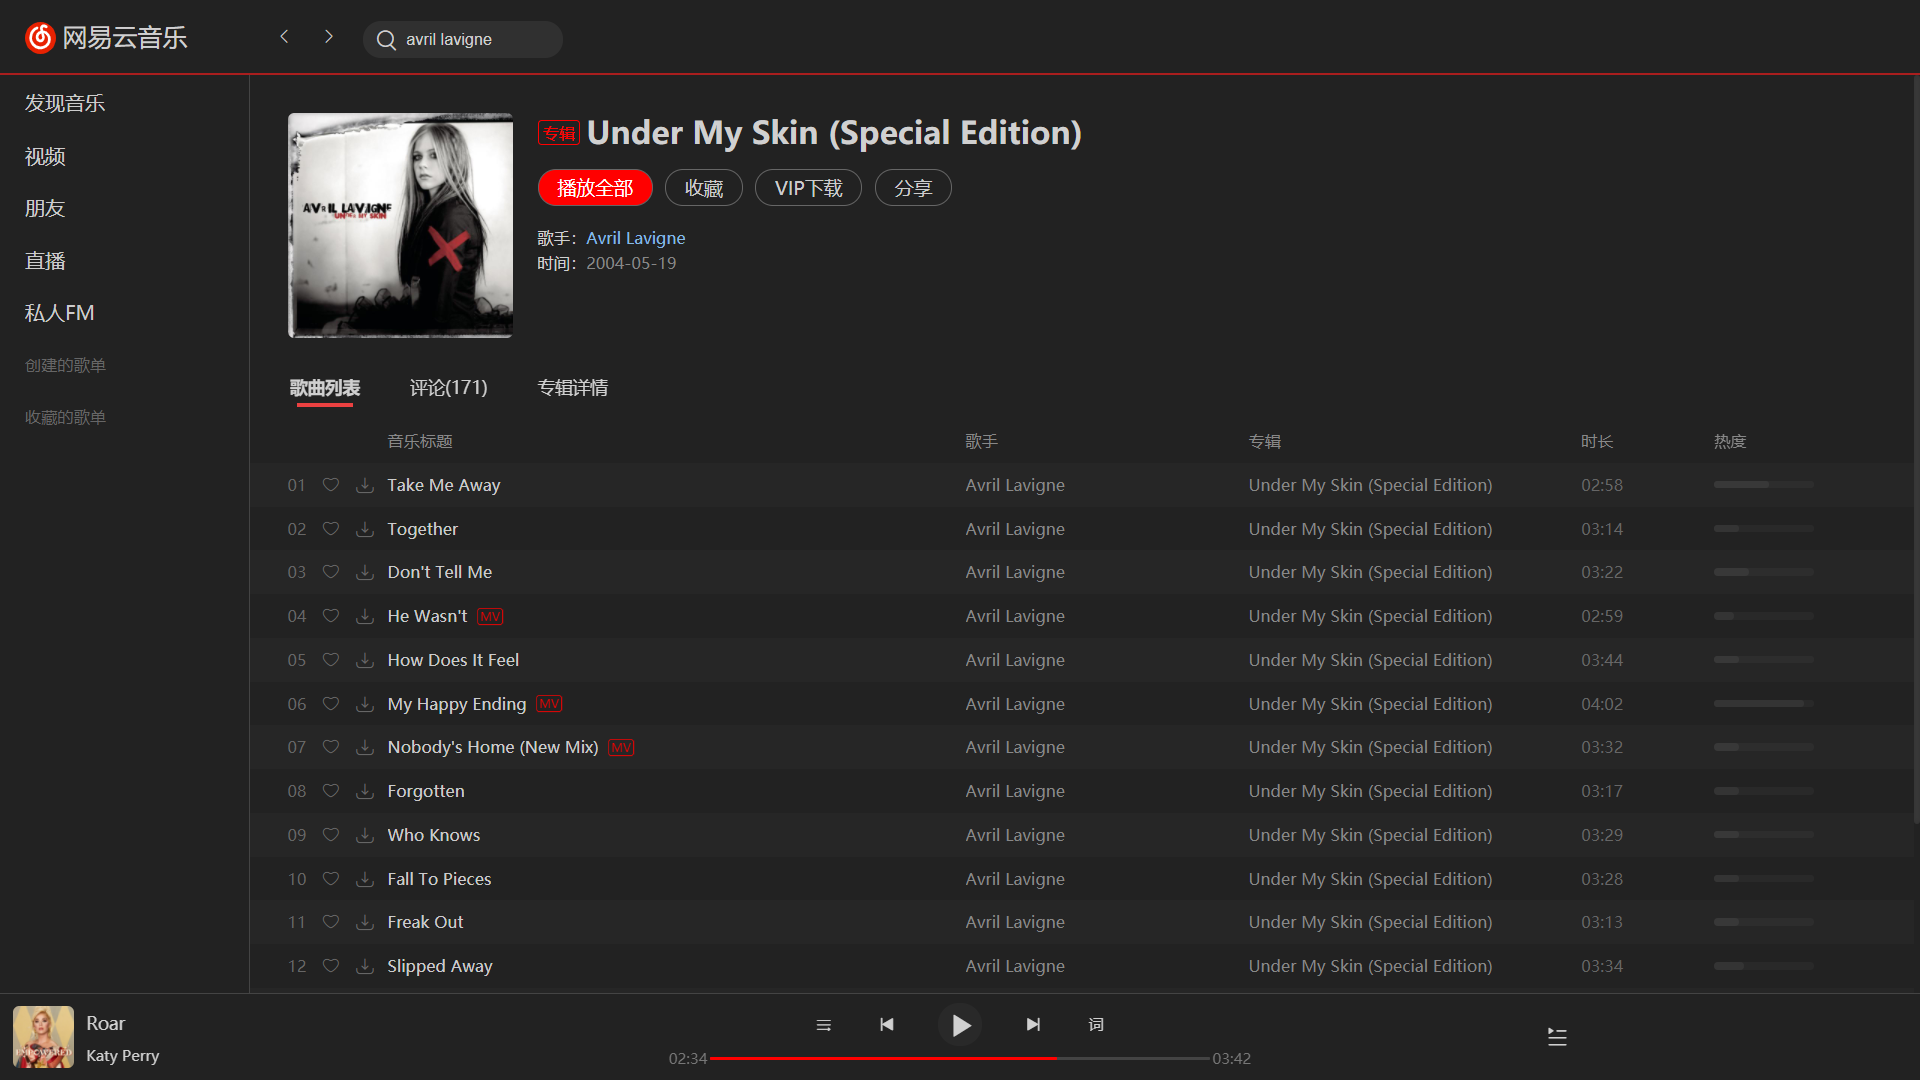 网易云音乐
avril lavigne
发现音乐
视频
朋友
直播
私人FM
创建的歌单
收藏的歌单
AVRIL LAVIGNE
UNDER MY SKIN
专辑 Under My Skin (Special Edition)
播放全部 收藏 VIP下载 分享
歌手： Avril Lavigne
时间： 2004-05-19
歌曲列表 评论(171) 专辑详情
音乐标题 歌手 专辑 时长 热度
01 Take Me Away Avril Lavigne Under My Skin (Special Edition) 02:58
02 Together Avril Lavigne Under My Skin (Special Edition) 03:14
03 Don't Tell Me Avril Lavigne Under My Skin (Special Edition) 03:22
04 He Wasn't MV Avril Lavigne Under My Skin (Special Edition) 02:59
05 How Does It Feel Avril Lavigne Under My Skin (Special Edition) 03:44
06 My Happy Ending MV Avril Lavigne Under My Skin (Special Edition) 04:02
07 Nobody's Home (New Mix) MV Avril Lavigne Under My Skin (Special Edition) 03:32
08 Forgotten Avril Lavigne Under My Skin (Special Edition) 03:17
09 Who Knows Avril Lavigne Under My Skin (Special Edition) 03:29
10 Fall To Pieces Avril Lavigne Under My Skin (Special Edition) 03:28
11 Freak Out Avril Lavigne Under My Skin (Special Edition) 03:13
12 Slipped Away Avril Lavigne Under My Skin (Special Edition) 03:34
Roar
Katy Perry
词
02:34 03:42